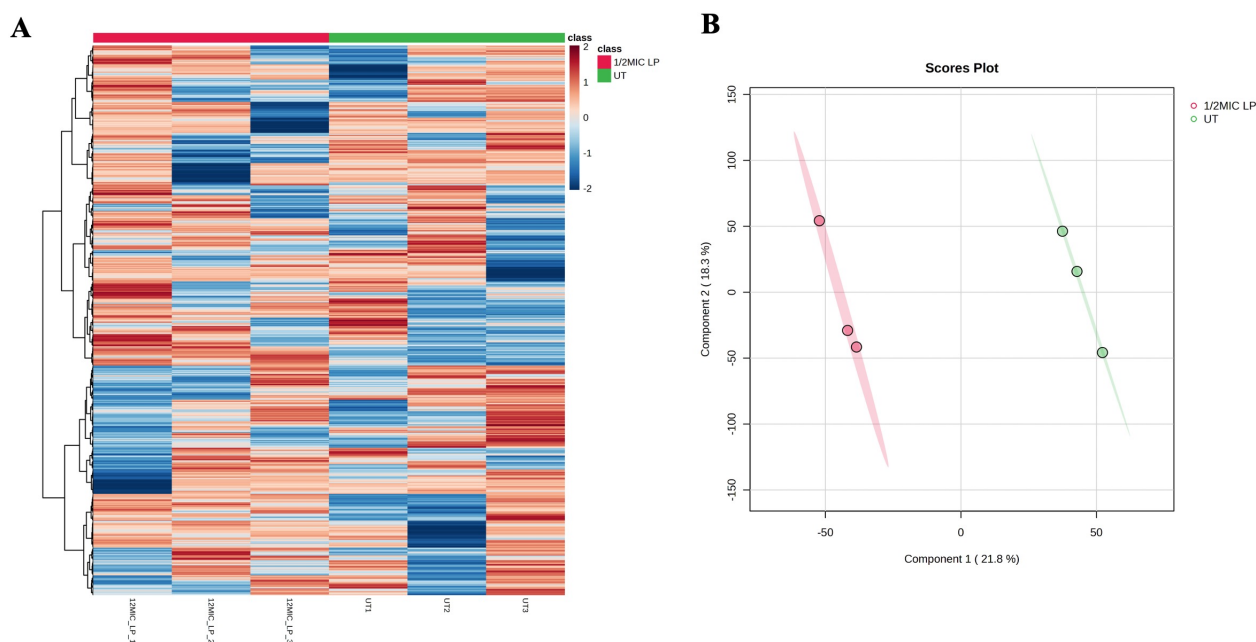 A
class
2
1
0
-1
-2
class
1/2MIC LP
UT
12MIC_LP_1
12MIC_LP_2
12MIC_LP_3
UT1
UT2
UT3
B
Scores Plot
150
100
50
0
-50
-100
-150
Component 2 ( 18.3 %)
-50
0
50
Component 1 ( 21.8 %)
1/2MIC LP
UT